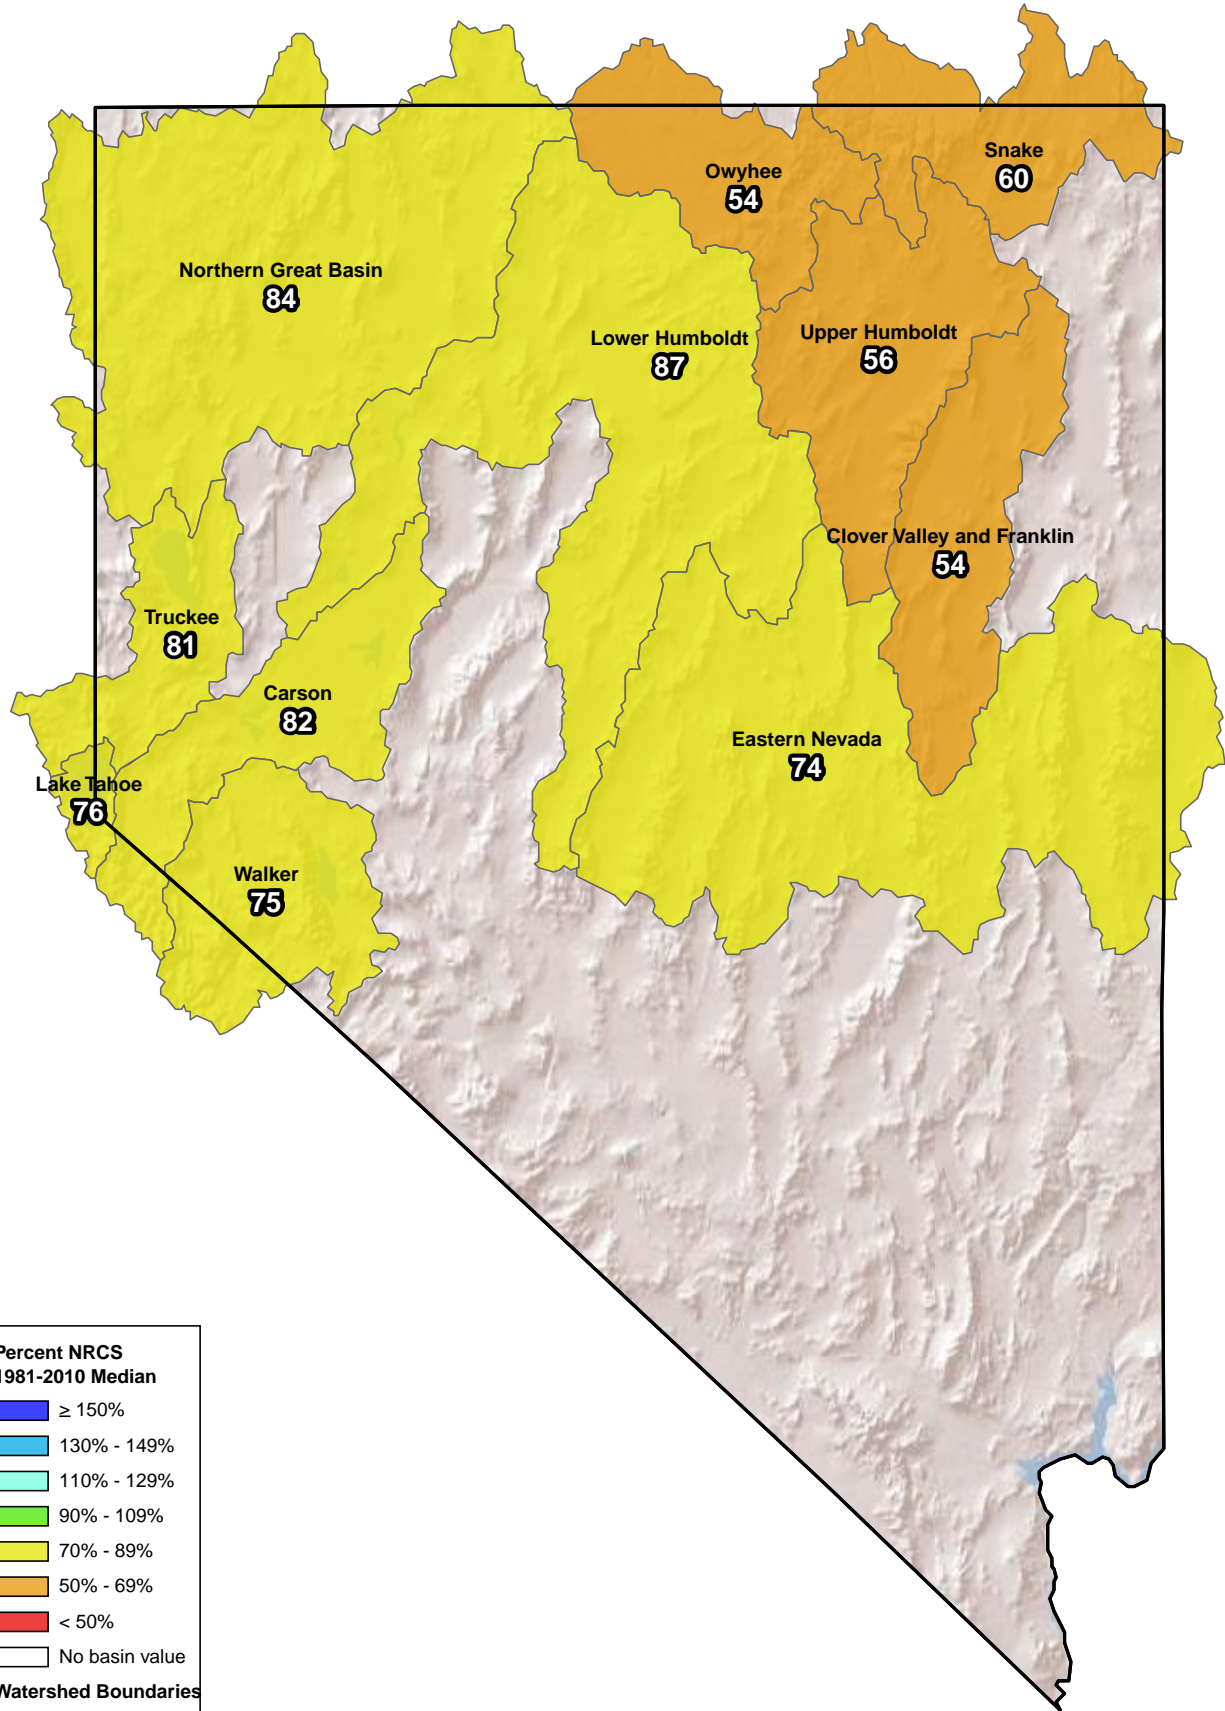 Snake
60
Owyhee
54
Northern Great Basin
84
Lower Humboldt
87
Upper Humboldt
56
Clover Valley and Franklin
54
Truckee
81
Carson
82
Eastern Nevada
74
Lake Tahoe
76
Walker
75
Percent NRCS
1981-2010 Median
≥ 150%
130% - 149%
110% - 129%
90% - 109%
70% - 89%
50% - 69%
< 50%
No basin value
Watershed Boundaries